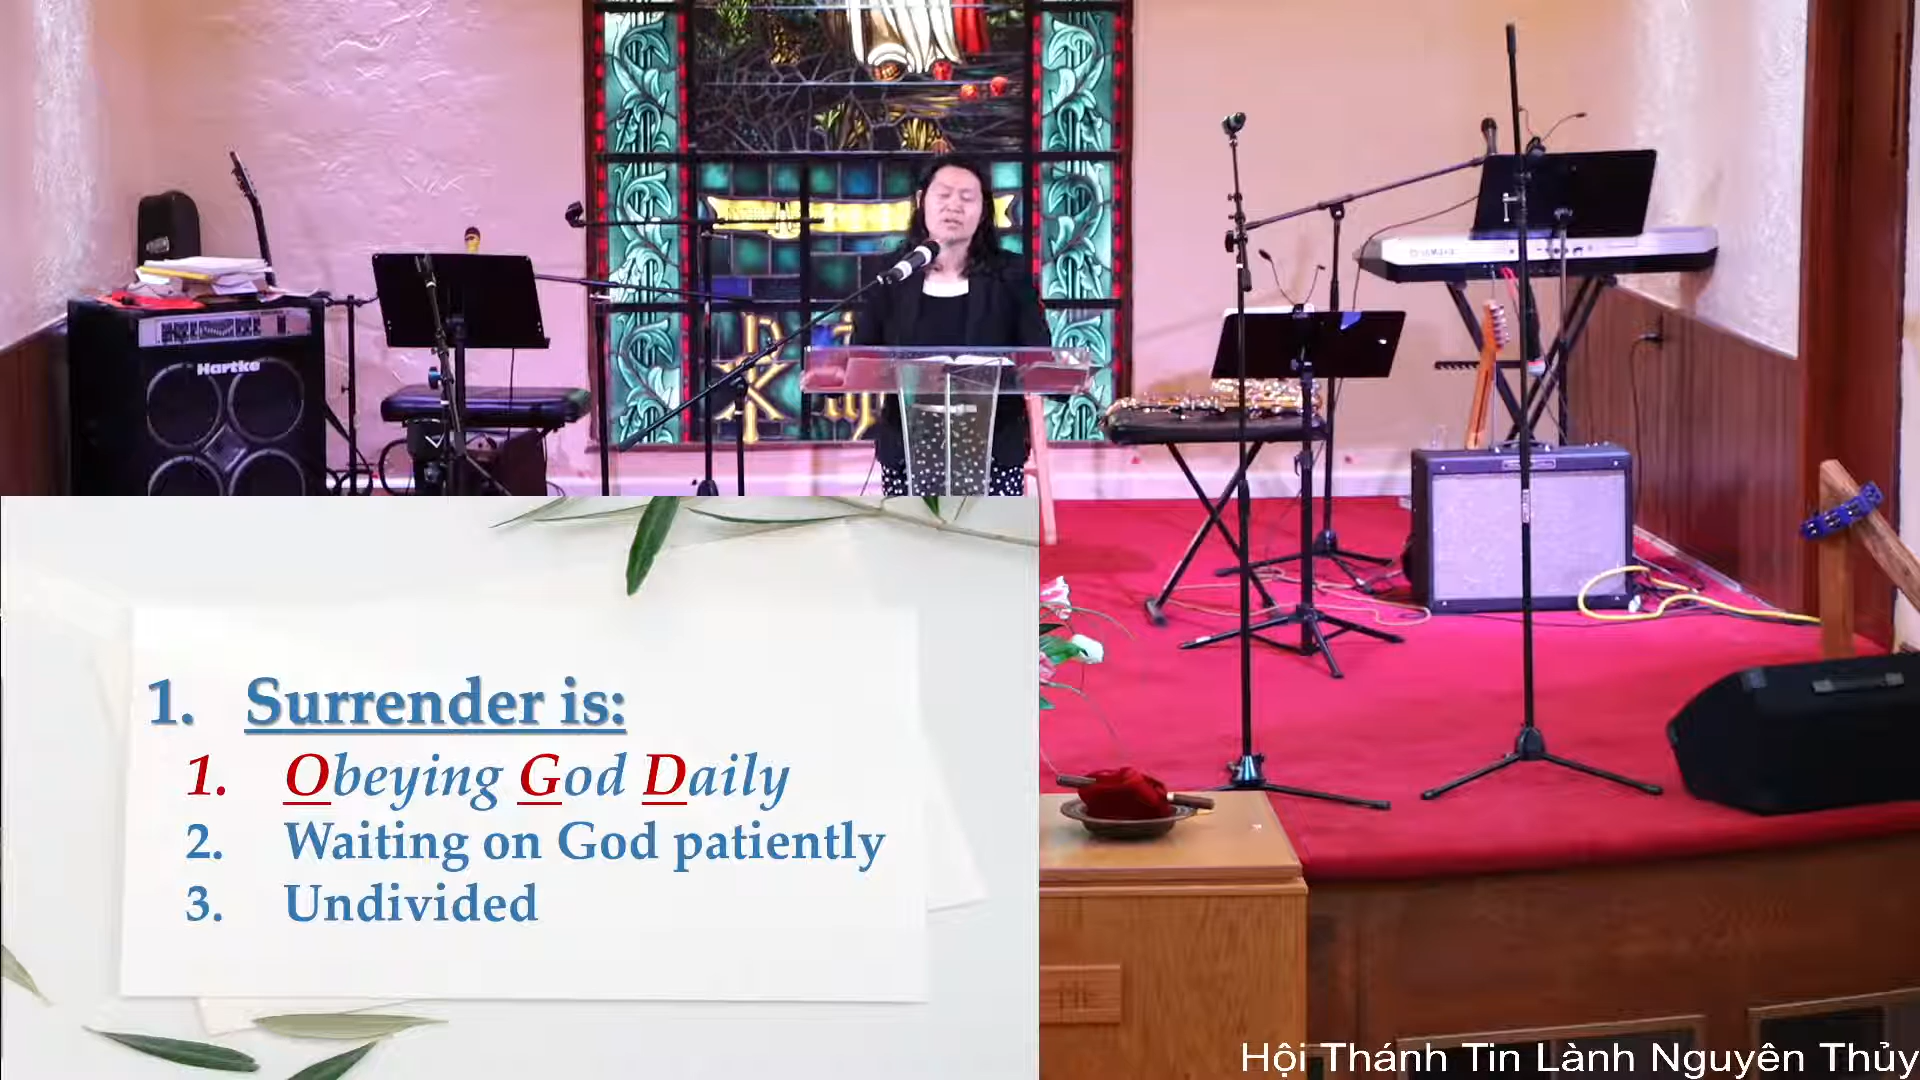 Hartke
1. Surrender is:
1. Obeying God Daily
2. Waiting on God patiently
3. Undivided
Hội Thánh Tin Lành Nguyên Thủy